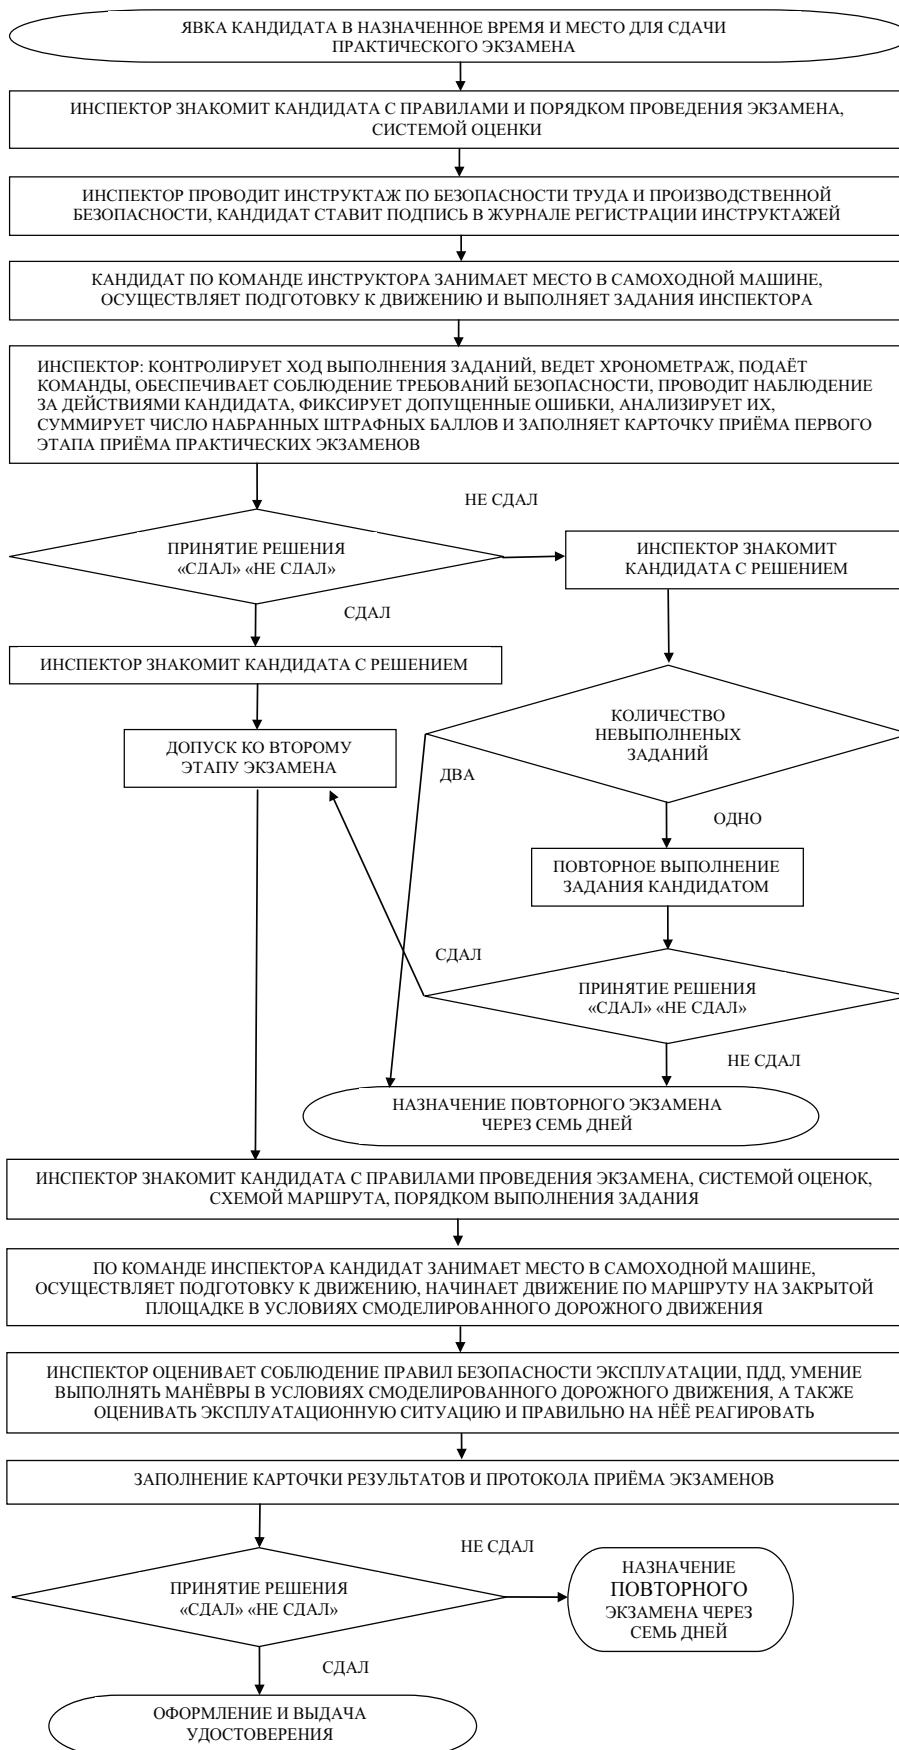 ЯВКА КАНДИДАТА В НАЗНАЧЕННОЕ ВРЕМЯ И МЕСТО ДЛЯ СДАЧИ
ПРАКТИЧЕСКОГО ЭКЗАМЕНА
ИНСПЕКТОР ЗНАКОМИТ КАНДИДАТА С ПРАВИЛАМИ И ПОРЯДКОМ ПРОВЕДЕНИЯ ЭКЗАМЕНА,
СИСТЕМОЙ ОЦЕНКИ
ИНСПЕКТОР ПРОВОДИТ ИНСТРУКТАЖ ПО БЕЗОПАСНОСТИ ТРУДА И ПРОИЗВОДСТВЕННОЙ
БЕЗОПАСНОСТИ, КАНДИДАТ СТАВИТ ПОДПИСЬ В ЖУРНАЛЕ РЕГИСТРАЦИИ ИНСТРУКТАЖЕЙ
КАНДИДАТ ПО КОМАНДЕ ИНСТРУКТОРА ЗАНИМАЕТ МЕСТО В САМОХОДНОЙ МАШИНЕ,
ОСУЩЕСТВЛЯЕТ ПОДГОТОВКУ К ДВИЖЕНИЮ И ВЫПОЛНЯЕТ ЗАДАНИЯ ИНСПЕКТОРА
ИНСПЕКТОР: КОНТРОЛИРУЕТ ХОД ВЫПОЛНЕНИЯ ЗАДАНИЙ, ВЕДЕТ ХРОНОМЕТРАЖ, ПОДАЁТ
КОМАНДЫ, ОБЕСПЕЧИВАЕТ СОБЛЮДЕНИЕ ТРЕБОВАНИЙ БЕЗОПАСНОСТИ, ПРОВОДИТ НАБЛЮДЕНИЕ
ЗА ДЕЙСТВИЯМИ КАНДИДАТА, ФИКСИРУЕТ ДОПУЩЕННЫЕ ОШИБКИ, АНАЛИЗИРУЕТ ИХ,
СУММИРУЕТ ЧИСЛО НАБРАННЫХ ШТРАФНЫХ БАЛЛОВ И ЗАПОЛНЯЕТ КАРТОЧКУ ПРИЁМА ПЕРВОГО
ЭТАПА ПРИЁМА ПРАКТИЧЕСКИХ ЭКЗАМЕНОВ
НЕ СДАЛ
ПРИНЯТИЕ РЕШЕНИЯ
«СДАЛ» «НЕ СДАЛ»
ИНСПЕКТОР ЗНАКОМИТ
КАНДИДАТА С РЕШЕНИЕМ
СДАЛ
ИНСПЕКТОР ЗНАКОМИТ КАНДИДАТА С РЕШЕНИЕМ
КОЛИЧЕСТВО
НЕВЫПОЛНЕНЫХ
ЗАДАНИЙ
ДОПУСК КО ВТОРОМУ
ЭТАПУ ЭКЗАМЕНА
ДВА
ОДНО
ПОВТОРНОЕ ВЫПОЛНЕНИЕ
ЗАДАНИЯ КАНДИДАТОМ
СДАЛ
ПРИНЯТИЕ РЕШЕНИЯ
«СДАЛ» «НЕ СДАЛ»
НЕ СДАЛ
НАЗНАЧЕНИЕ ПОВТОРНОГО ЭКЗАМЕНА
ЧЕРЕЗ СЕМЬ ДНЕЙ
ИНСПЕКТОР ЗНАКОМИТ КАНДИДАТА С ПРАВИЛАМИ ПРОВЕДЕНИЯ ЭКЗАМЕНА, СИСТЕМОЙ ОЦЕНОК,
СХЕМОЙ МАРШРУТА, ПОРЯДКОМ ВЫПОЛНЕНИЯ ЗАДАНИЯ
ПО КОМАНДЕ ИНСПЕКТОРА КАНДИДАТ ЗАНИМАЕТ МЕСТО В САМОХОДНОЙ МАШИНЕ,
ОСУЩЕСТВЛЯЕТ ПОДГОТОВКУ К ДВИЖЕНИЮ, НАЧИНАЕТ ДВИЖЕНИЕ ПО МАРШРУТУ НА ЗАКРЫТОЙ
ПЛОЩАДКЕ В УСЛОВИЯХ СМОДЕЛИРОВАННОГО ДОРОЖНОГО ДВИЖЕНИЯ
ИНСПЕКТОР ОЦЕНИВАЕТ СОБЛЮДЕНИЕ ПРАВИЛ БЕЗОПАСНОСТИ ЭКСПЛУАТАЦИИ, ПДД, УМЕНИЕ
ВЫПОЛНЯТЬ МАНЁВРЫ В УСЛОВИЯХ СМОДЕЛИРОВАННОГО ДОРОЖНОГО ДВИЖЕНИЯ, А ТАКЖЕ
ОЦЕНИВАТЬ ЭКСПЛУАТАЦИОННУЮ СИТУАЦИЮ И ПРАВИЛЬНО НА НЁЁ РЕАГИРОВАТЬ
ЗАПОЛНЕНИЕ КАРТОЧКИ РЕЗУЛЬТАТОВ И ПРОТОКОЛА ПРИЁМА ЭКЗАМЕНОВ
НЕ СДАЛ
ПРИНЯТИЕ РЕШЕНИЯ
«СДАЛ» «НЕ СДАЛ»
НАЗНАЧЕНИЕ
ПОВТОРНОГО
ЭКЗАМЕНА ЧЕРЕЗ
СЕМЬ ДНЕЙ
СДАЛ
ОФОРМЛЕНИЕ И ВЫДАЧА
УДОСТОВЕРЕНИЯ